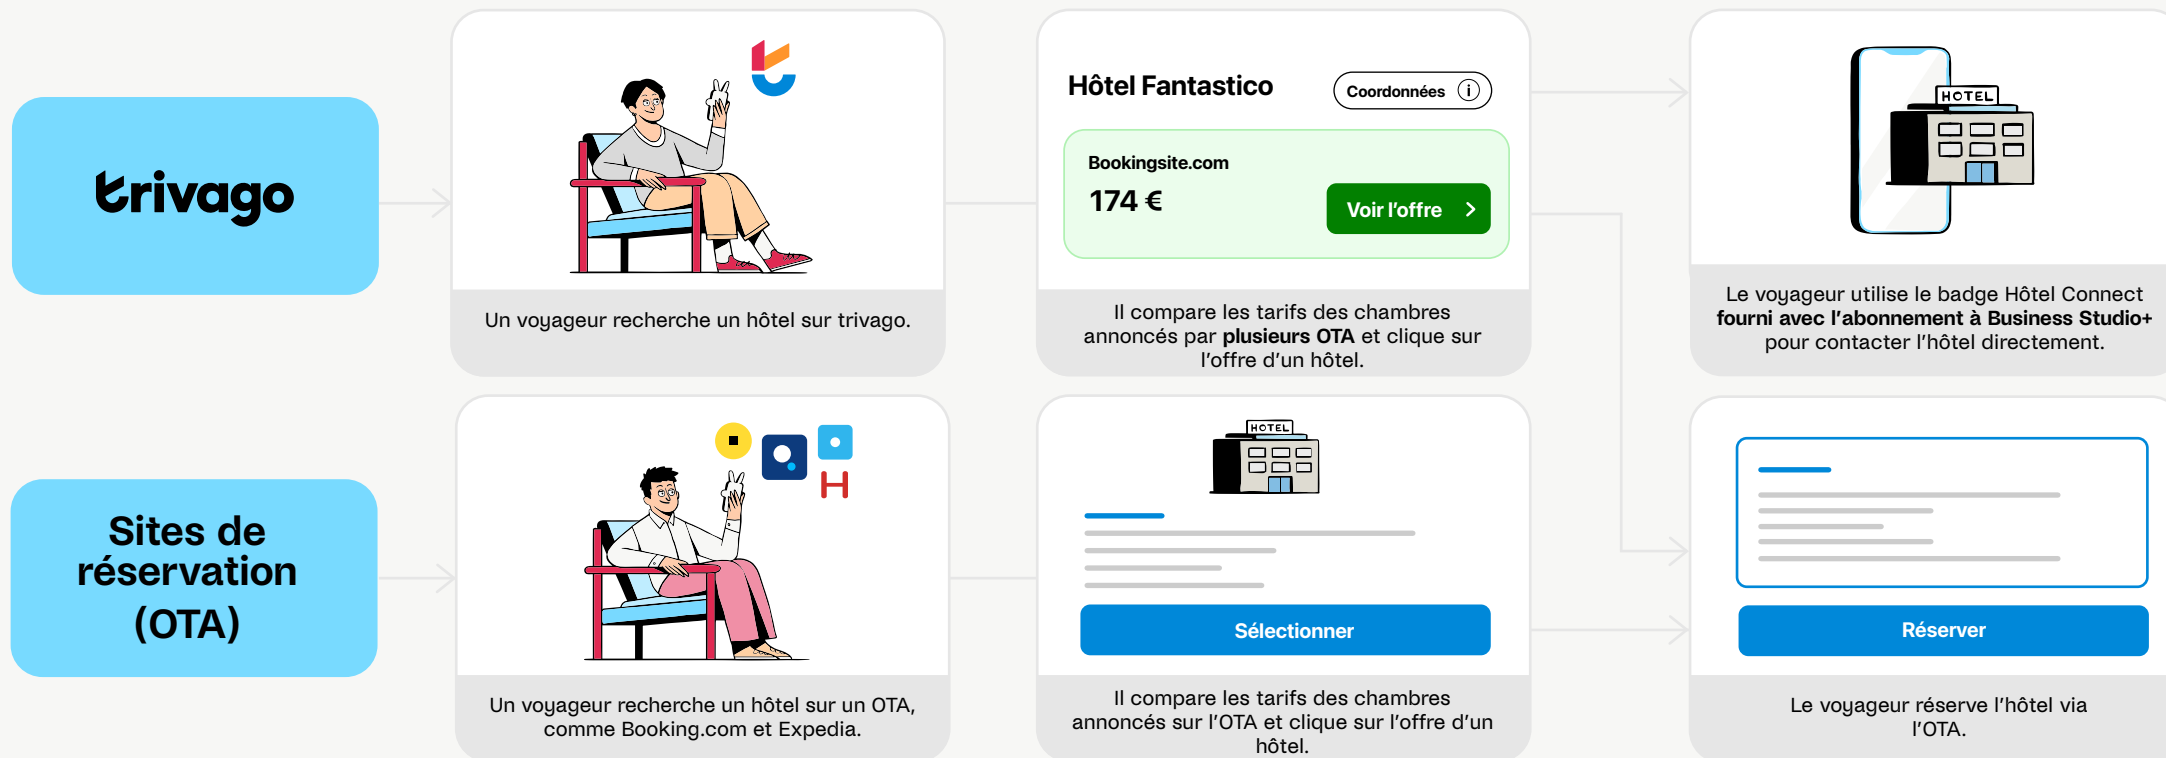 trivago
Un voyageur recherche un hôtel sur trivago.
Hôtel Fantastico
Coordonnées i
Bookingsite.com
174 €
Voir l'offre
Il compare les tarifs des chambres
annoncés par plusieurs OTA et clique sur
l'offre d'un hôtel.
HOTEL
Le voyageur utilise le badge Hôtel Connect
fourni avec l'abonnement à Business Studio+
pour contacter l'hôtel directement.
Sites de
réservation
(OTA)
H
Un voyageur recherche un hôtel sur un OTA,
comme Booking.com et Expedia.
HOTEL
Sélectionner
Il compare les tarifs des chambres
annoncés sur l'OTA et clique sur l'offre d'un
hôtel.
Réserver
Le voyageur réserve l'hôtel via
l'OTA.